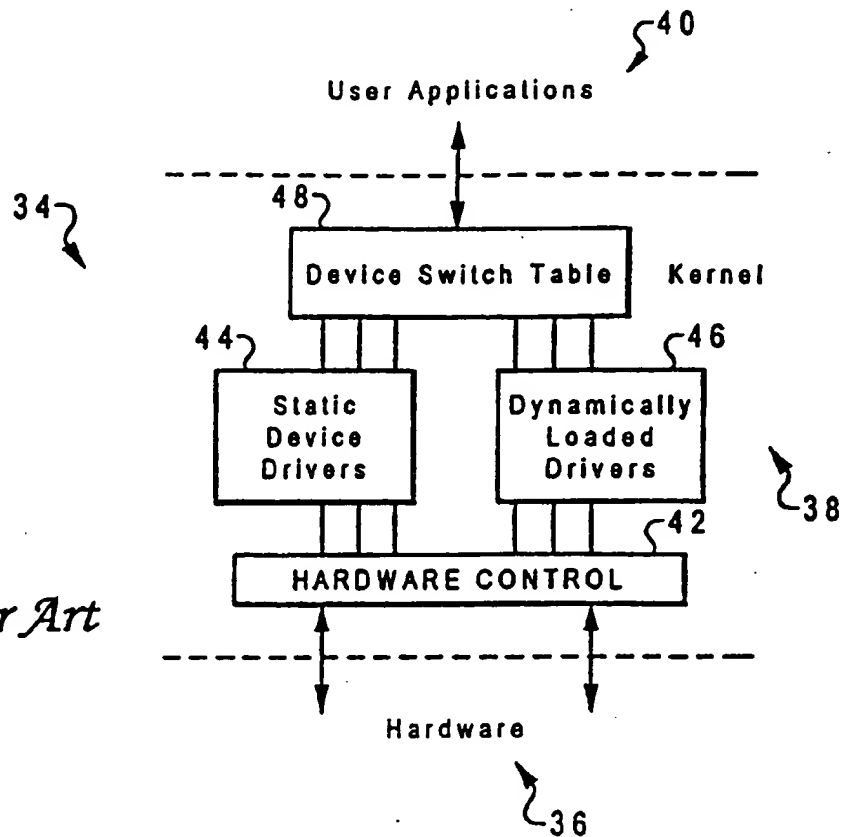 40
User Applications
34
48
Device Switch Table
Kernel
44
46
Static
Device
Drivers
Dynamically
Loaded
Drivers
38
42
HARDWARE CONTROL
Art
Hardware
36